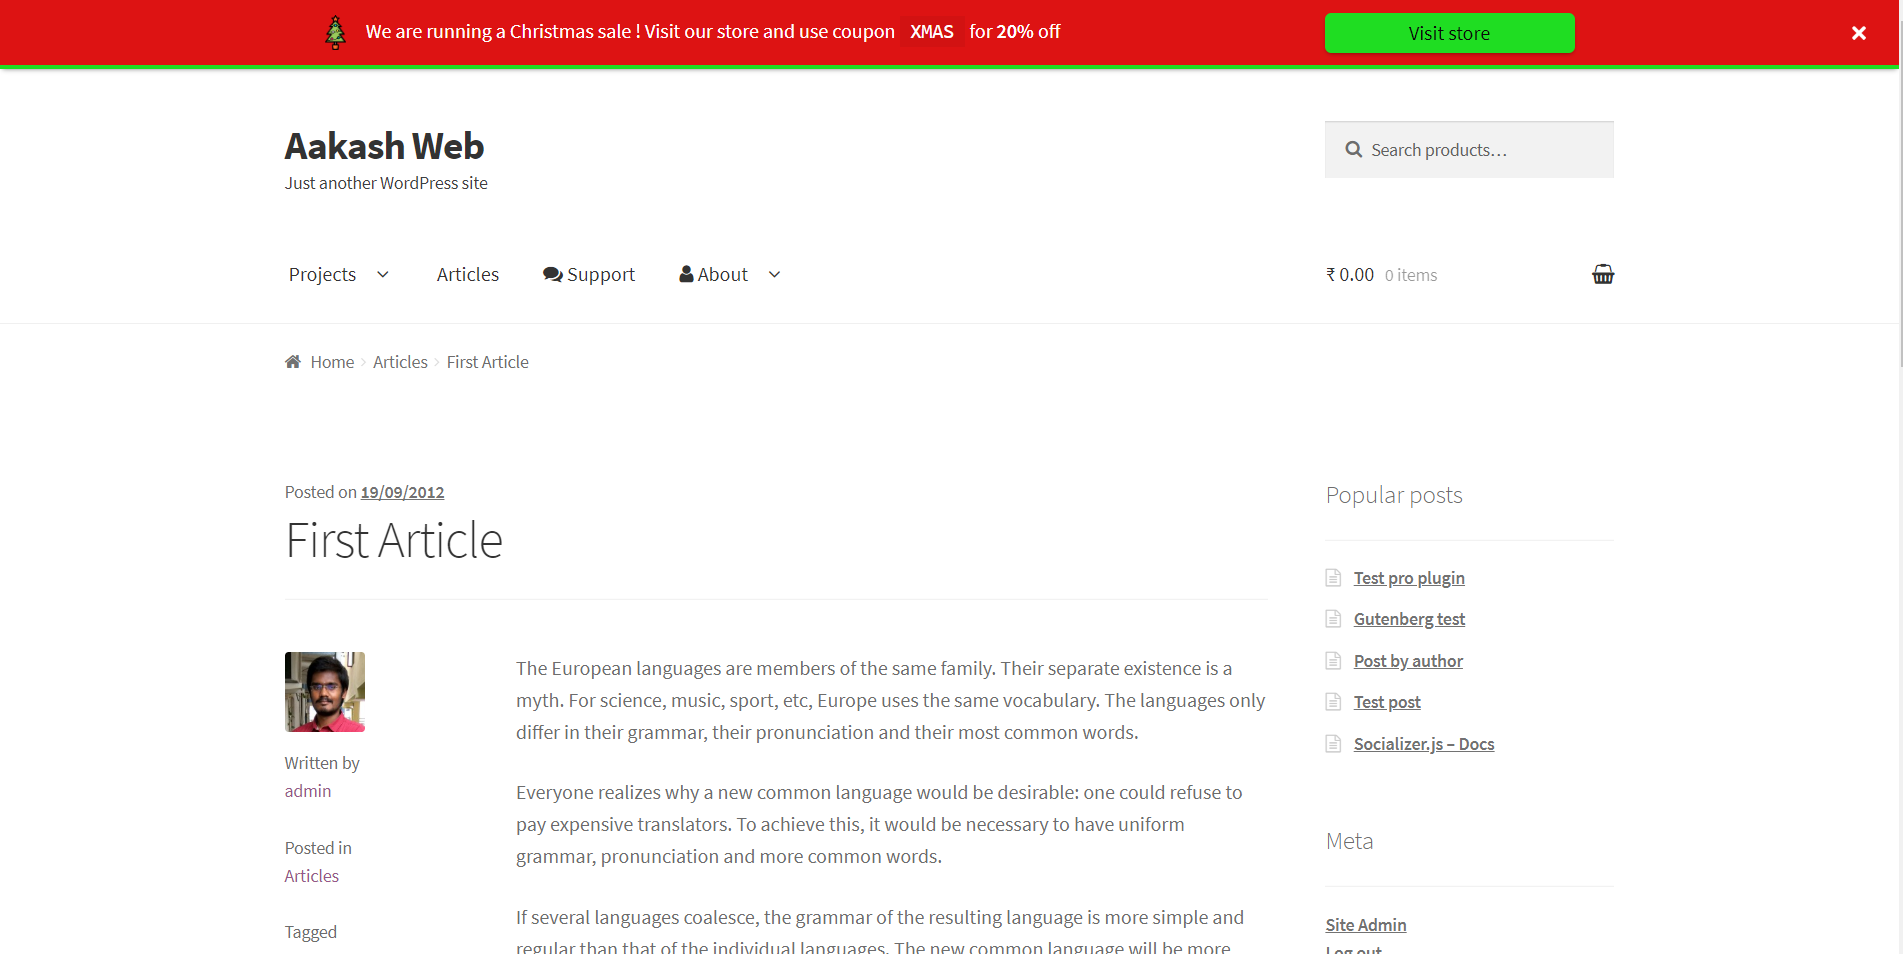 We are running a Christmas sale ! Visit our store and use coupon XMAS for 20% off
Visit store
Aakash Web
Just another WordPress site
Search products…
Projects
Articles
Support
About
₹ 0.00 0 items
Home
Articles
First Article
Posted on 19/09/2012
First Article
Written by
admin
Posted in
Articles
Tagged
The European languages are members of the same family. Their separate existence is a
myth. For science, music, sport, etc, Europe uses the same vocabulary. The languages only
differ in their grammar, their pronunciation and their most common words.
Everyone realizes why a new common language would be desirable: one could refuse to
pay expensive translators. To achieve this, it would be necessary to have uniform
grammar, pronunciation and more common words.
If several languages coalesce, the grammar of the resulting language is more simple and
regular than that of the individual languages. The new common language will be more
Popular posts
Test pro plugin
Gutenberg test
Post by author
Test post
Socializer.js – Docs
Meta
Site Admin
Log out